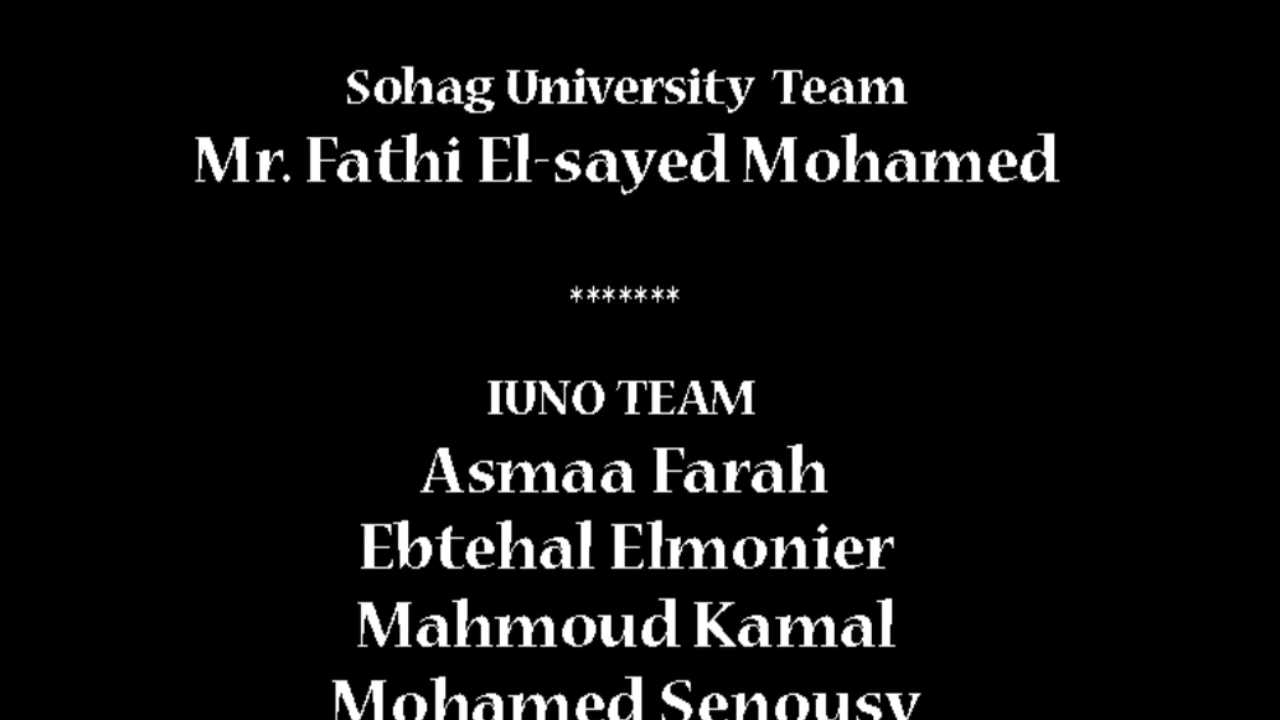 Sohag University Team
Mr. Fathi El-sayed Mohamed
*******
IUNO TEAM
Asmaa Farah
Ebtehal Elmonier
Mahmoud Kamal
Mohamed Senousy